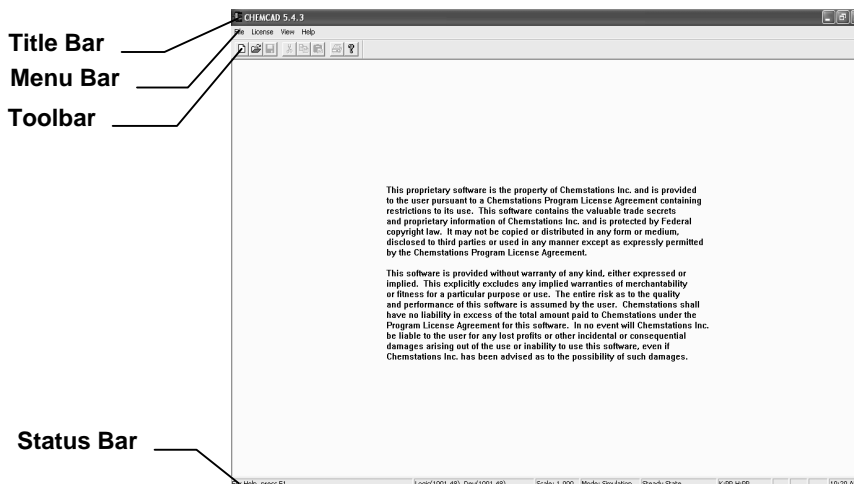 CHEMCAD 5.4.3
Title Bar
File License View Help
Menu Bar
Toolbar
This proprietary software is the property of Chemstations Inc. and is provided
to the user pursuant to a Chemstations Program License Agreement containing
restrictions to its use. This software contains the valuable trade secrets
and proprietary information of Chemstations Inc. and is protected by Federal
copyright law. It may not be copied or distributed in any form or medium,
disclosed to third parties or used in any manner except as expressly permitted
by the Chemstations Program License Agreement.
This software is provided without warranty of any kind, either expressed or
implied. This explicitly excludes any implied warranties of merchantability
or fitness for a particular purpose or use. The entire risk as to the quality
and performance of this software is assumed by the user. Chemstations shall
have no liability in excess of the total amount paid to Chemstations under the
Program License Agreement for this software. In no event will Chemstations Inc.
be liable to the user for any lost profits or other incidental or consequential
damages arising out of the use or inability to use this software, even if
Chemstations Inc. has been advised as to the possibility of such damages.
Status Bar
For Help, press F1 Logic(1001,48) Dev(1001,48) Scale: 1.000 Mode: Simulation Steady State